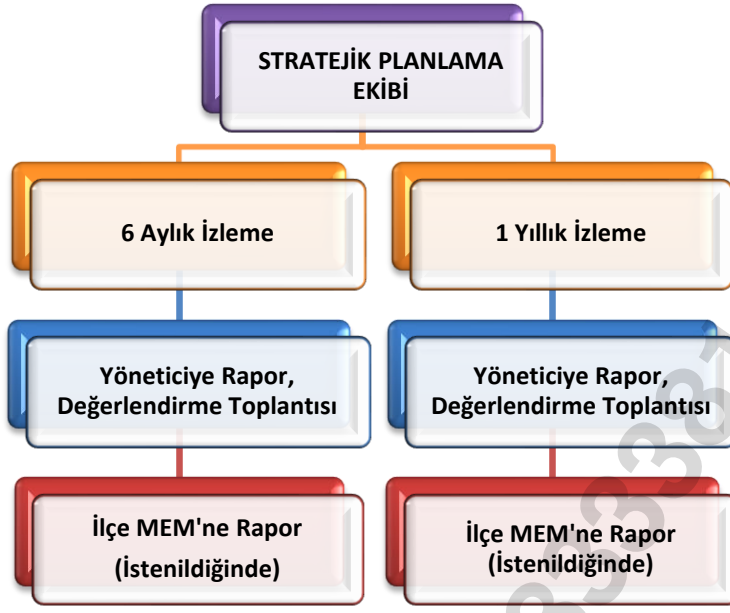 STRATEJİK PLANLAMA
EKİBİ
6 Aylık İzleme
1 Yıllık İzleme
Yöneticiye Rapor,
Değerlendirme Toplantısı
Yöneticiye Rapor,
Değerlendirme Toplantısı
İlçe MEM'ne Rapor
(İstenildiğinde)
İlçe MEM'ne Rapor
(İstenildiğinde)